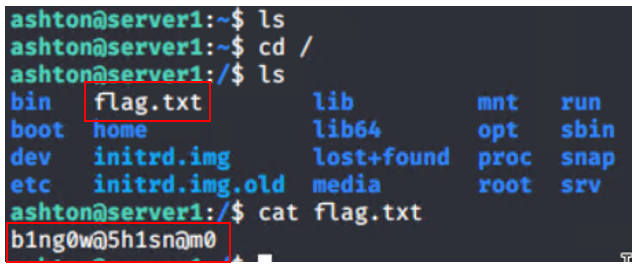 ashton@server1:~$ ls
ashton@server1:~$ cd /
ashton@server1:/$ ls
bin flag.txt lib mnt run
boot home lib64 opt sbin
dev initrd.img lost+found proc snap
etc initrd.img.old media root srv
ashton@server1:/$ cat flag.txt
b1ng0w@5h1sn@m0